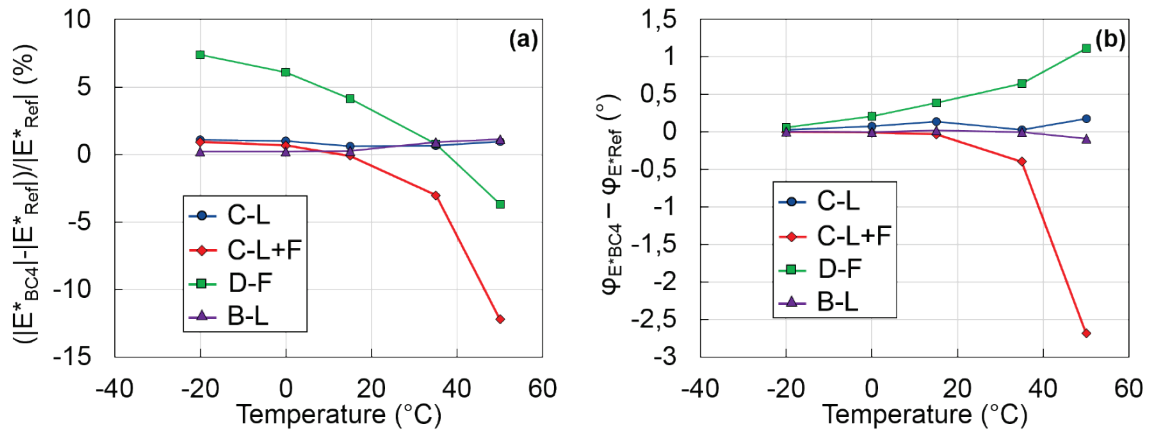 (a)
(|E*BC4|-|E*Ref|)/|E*Ref| (%)
10
5
0
-5
-10
-15
C-L
C-L+F
D-F
B-L
-40 -20 0 20 40 60
Temperature (°C)
(b)
φE*BC4 – φE*Ref (°)
1,5
1
0,5
0
-0,5
-1
-1,5
-2
-2,5
-3
C-L
C-L+F
D-F
B-L
-40 -20 0 20 40 60
Temperature (°C)